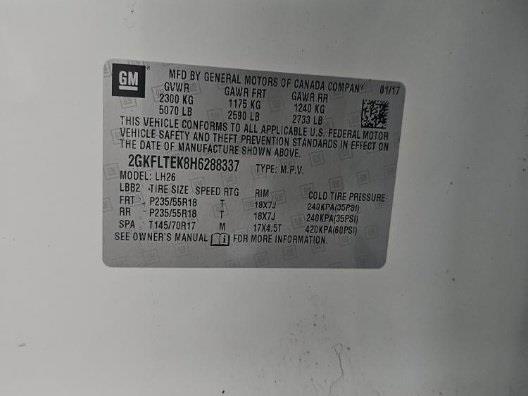 GM
MFD BY GENERAL MOTORS OF CANADA COMPANY 01/17
GVWR GAWR FRT GAWR RR
2300 KG 1175 KG 1240 KG
5070 LB 2590 LB 2733 LB
THIS VEHICLE CONFORMS TO ALL APPLICABLE U.S. FEDERAL MOTOR
VEHICLE SAFETY AND THEFT PREVENTION STANDARDS IN EFFECT ON
THE DATE OF MANUFACTURE SHOWN ABOVE.
2GKFLTEK8H6288337 TYPE: M.P.V.
MODEL: LH26
LBB2 TIRE SIZE SPEED RTG RIM COLD TIRE PRESSURE
FRT P235/55R18 T 18X7J 240KPA(35PSI)
RR P235/55R18 T 18X7J 240KPA(35PSI)
SPA T145/70R17 M 17X4.5T 420KPA(60PSI)
SEE OWNER'S MANUAL FOR MORE INFORMATION